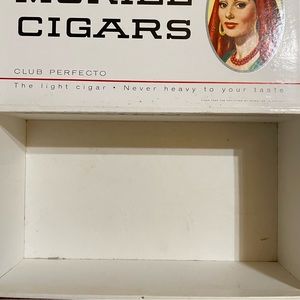 CIGARS
CLUB PERFECTO
The light cigar • Never heavy to your taste